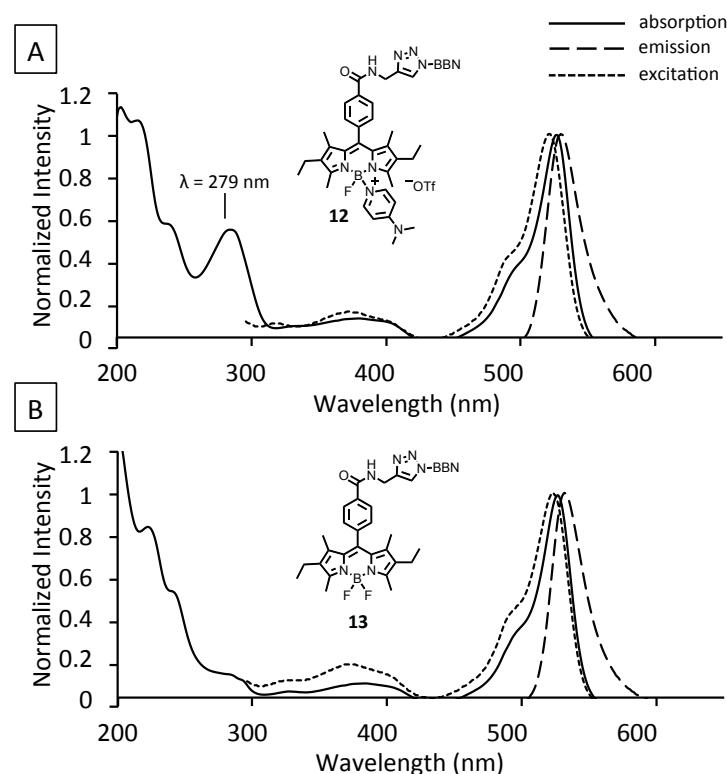 absorption
emission
excitation
A
Normalized Intensity
1.2
1
0.8
0.6
0.4
0.2
0
λ = 279 nm
O
H
N
N
N
N
BBN
N
N
B
F
+
N
–OTf
N
12
200
300
400
500
600
Wavelength (nm)
B
Normalized Intensity
1.2
1
0.8
0.6
0.4
0.2
0
O
H
N
N
N
N
BBN
N
N
B
F
F
13
200
300
400
500
600
Wavelength (nm)